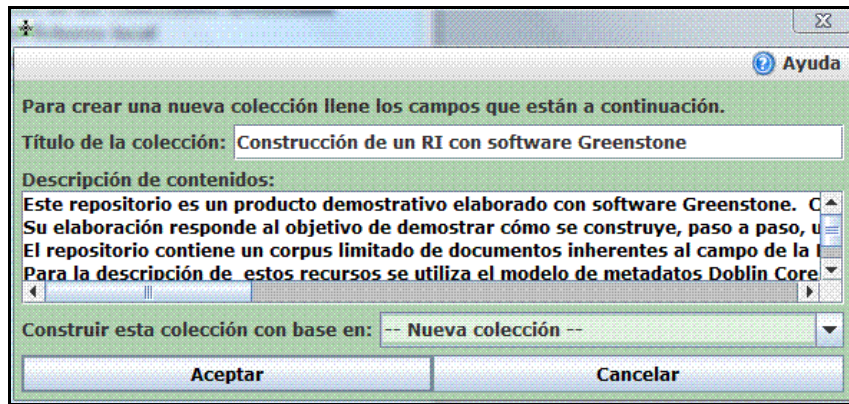 Ayuda
Para crear una nueva colección llene los campos que están a continuación.
Título de la colección: Construcción de un RI con software Greenstone
Descripción de contenidos:
Este repositorio es un producto demostrativo elaborado con software Greenstone. C
Su elaboración responde al objetivo de demostrar cómo se construye, paso a paso, u
El repositorio contiene un corpus limitado de documentos inherentes al campo de la
Para la descripción de estos recursos se utiliza el modelo de metadatos Doblin Core
Construir esta colección con base en: -- Nueva colección --
Aceptar Cancelar